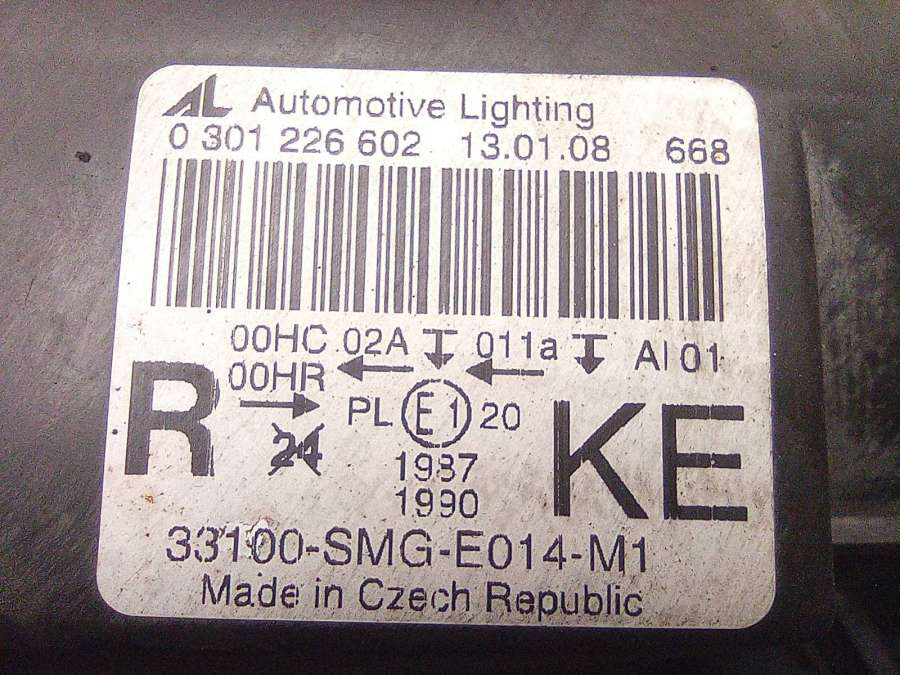 AL Automotive Lighting
0 301 226 602 13.01.08 668
00HC 02A 011a AI 01
00HR
R PL E1 20 KE
24
1987
1990
33100-SMG-E014-M1
Made in Czech Republic